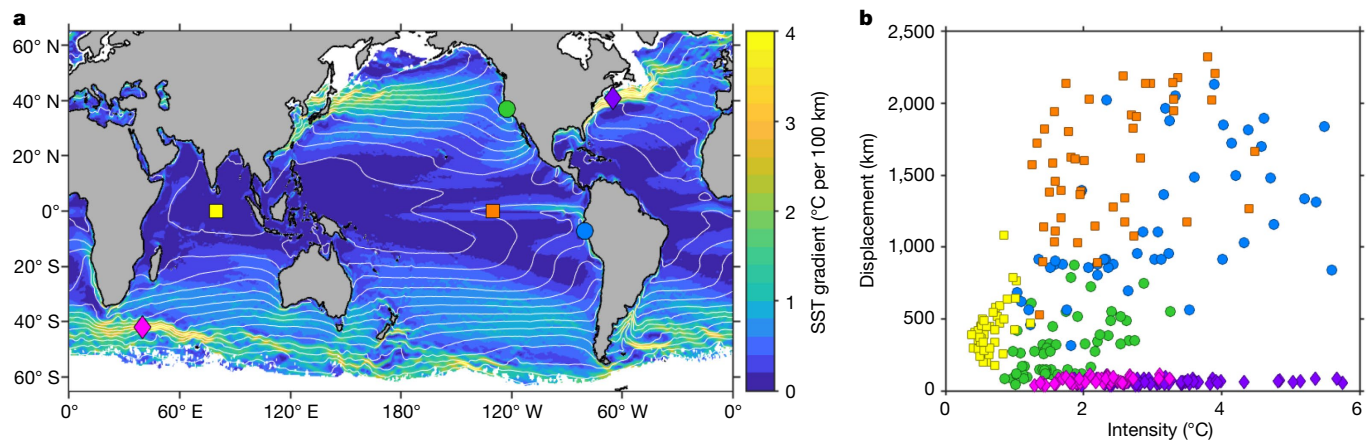 a
60° N
40° N
20° N
0°
20° S
40° S
60° S
0°
60° E
120° E
180°
120° W
60° W
0°
4
3
2
1
0
SST gradient (°C per 100 km)
b
2,500
2,000
1,500
1,000
500
0
Displacement (km)
0
2
4
6
Intensity (°C)